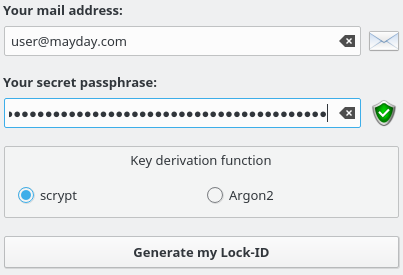 Your mail address:
user@mayday.com
Your secret passphrase:
Key derivation function
scrypt
Argon2
Generate my Lock-ID